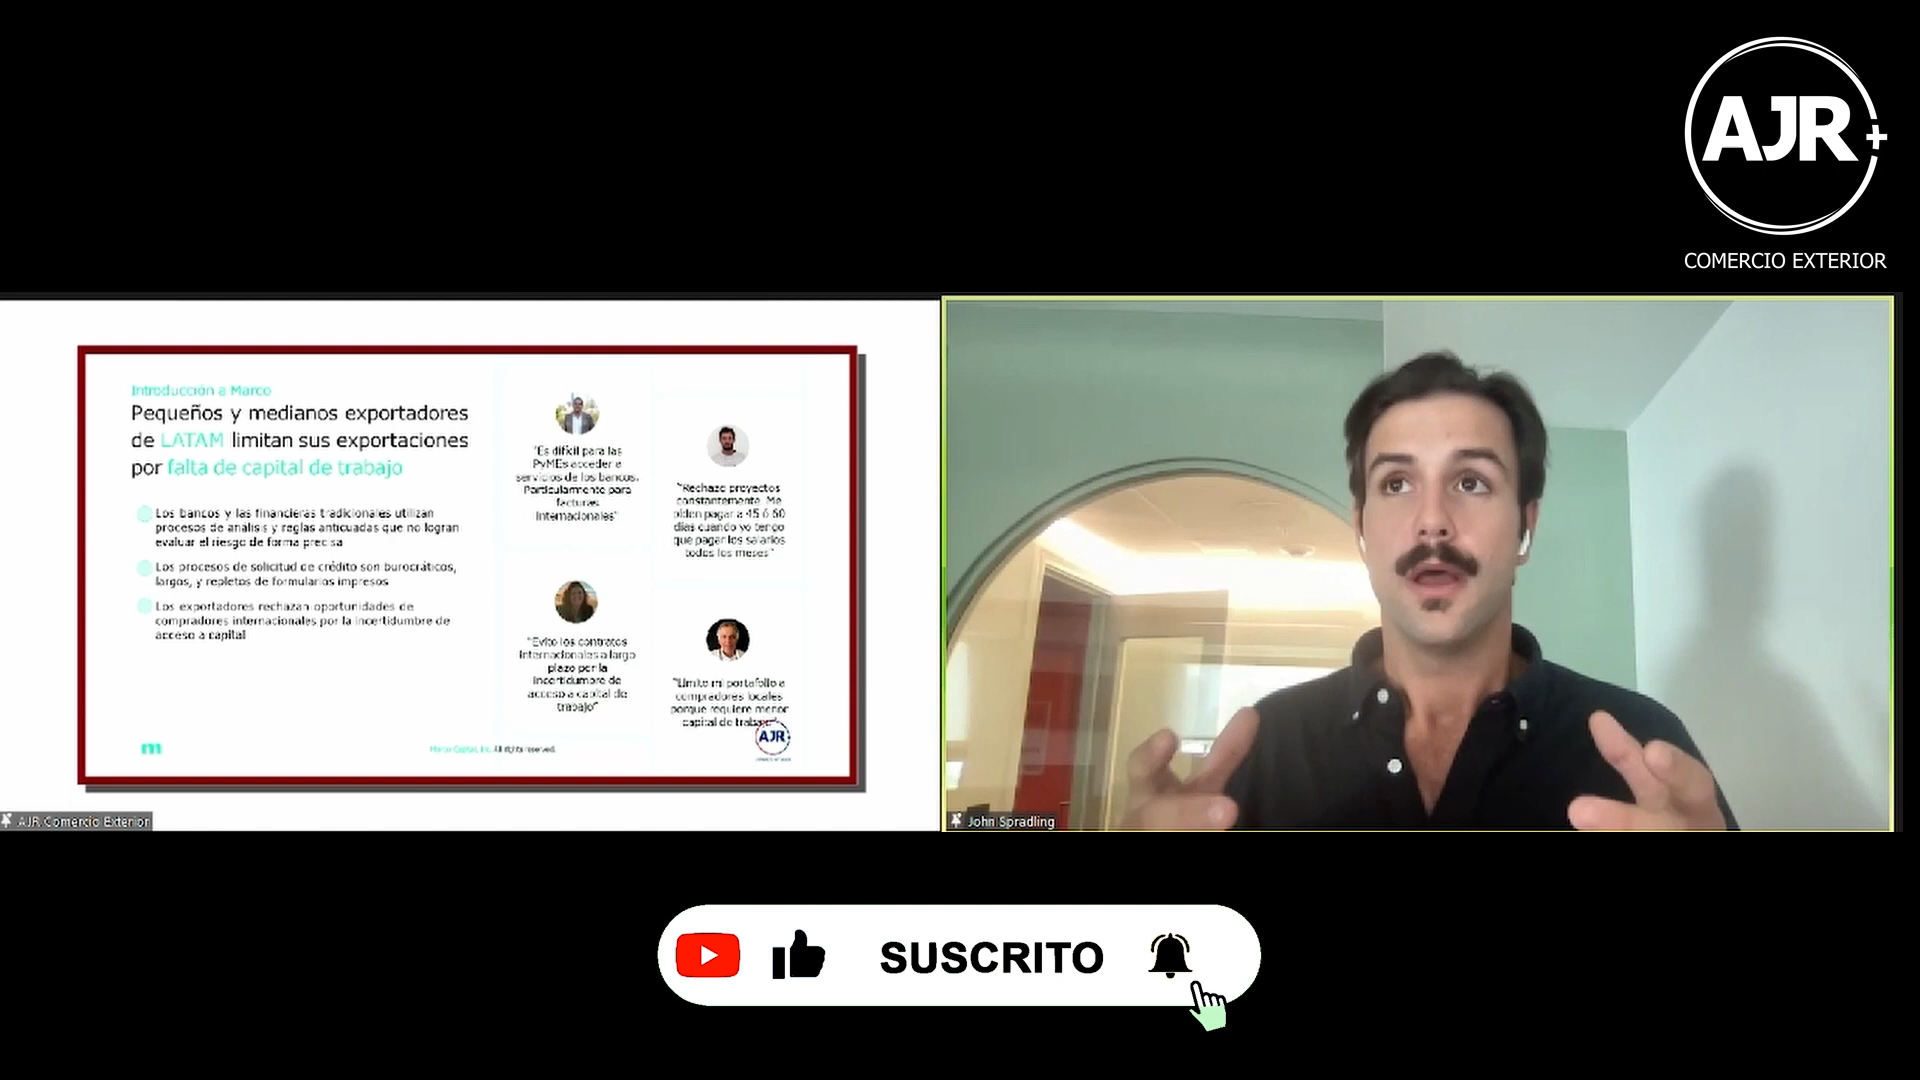 AJR+
COMERCIO EXTERIOR
Introducción a Marco
Pequeños y medianos exportadores
de LATAM limitan sus exportaciones
por falta de capital de trabajo
Los bancos y las financieras tradicionales utilizan
procesos de análisis y reglas anticuadas que no logran
evaluar el riesgo de forma precisa
Los procesos de solicitud de crédito son burocráticos,
largos, y repletos de formularios impresos
Los exportadores rechazan oportunidades de
compradores internacionales por la incertidumbre de
acceso a capital
"Es difícil para las
PyMEs acceder a
servicios de los bancos.
Particularmente para
facturas
internacionales"
"Rechazo proyectos
constantemente. Me
piden pagar a 45 ó 60
días cuando yo tengo
que pagar los salarios
todos los meses"
"Evito los contratos
internacionales a largo
plazo por la
incertidumbre de
acceso a capital de
trabajo"
"Limito mi portafolio a
compradores locales
porque requiere menor
capital de trabajo"
m
Marco Capital, Inc. All rights reserved.
AJR+
AJR Comercio Exterior
John Spradling
SUSCRITO